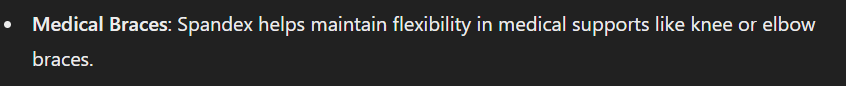 • Medical Braces: Spandex helps maintain flexibility in medical supports like knee or elbow
braces.